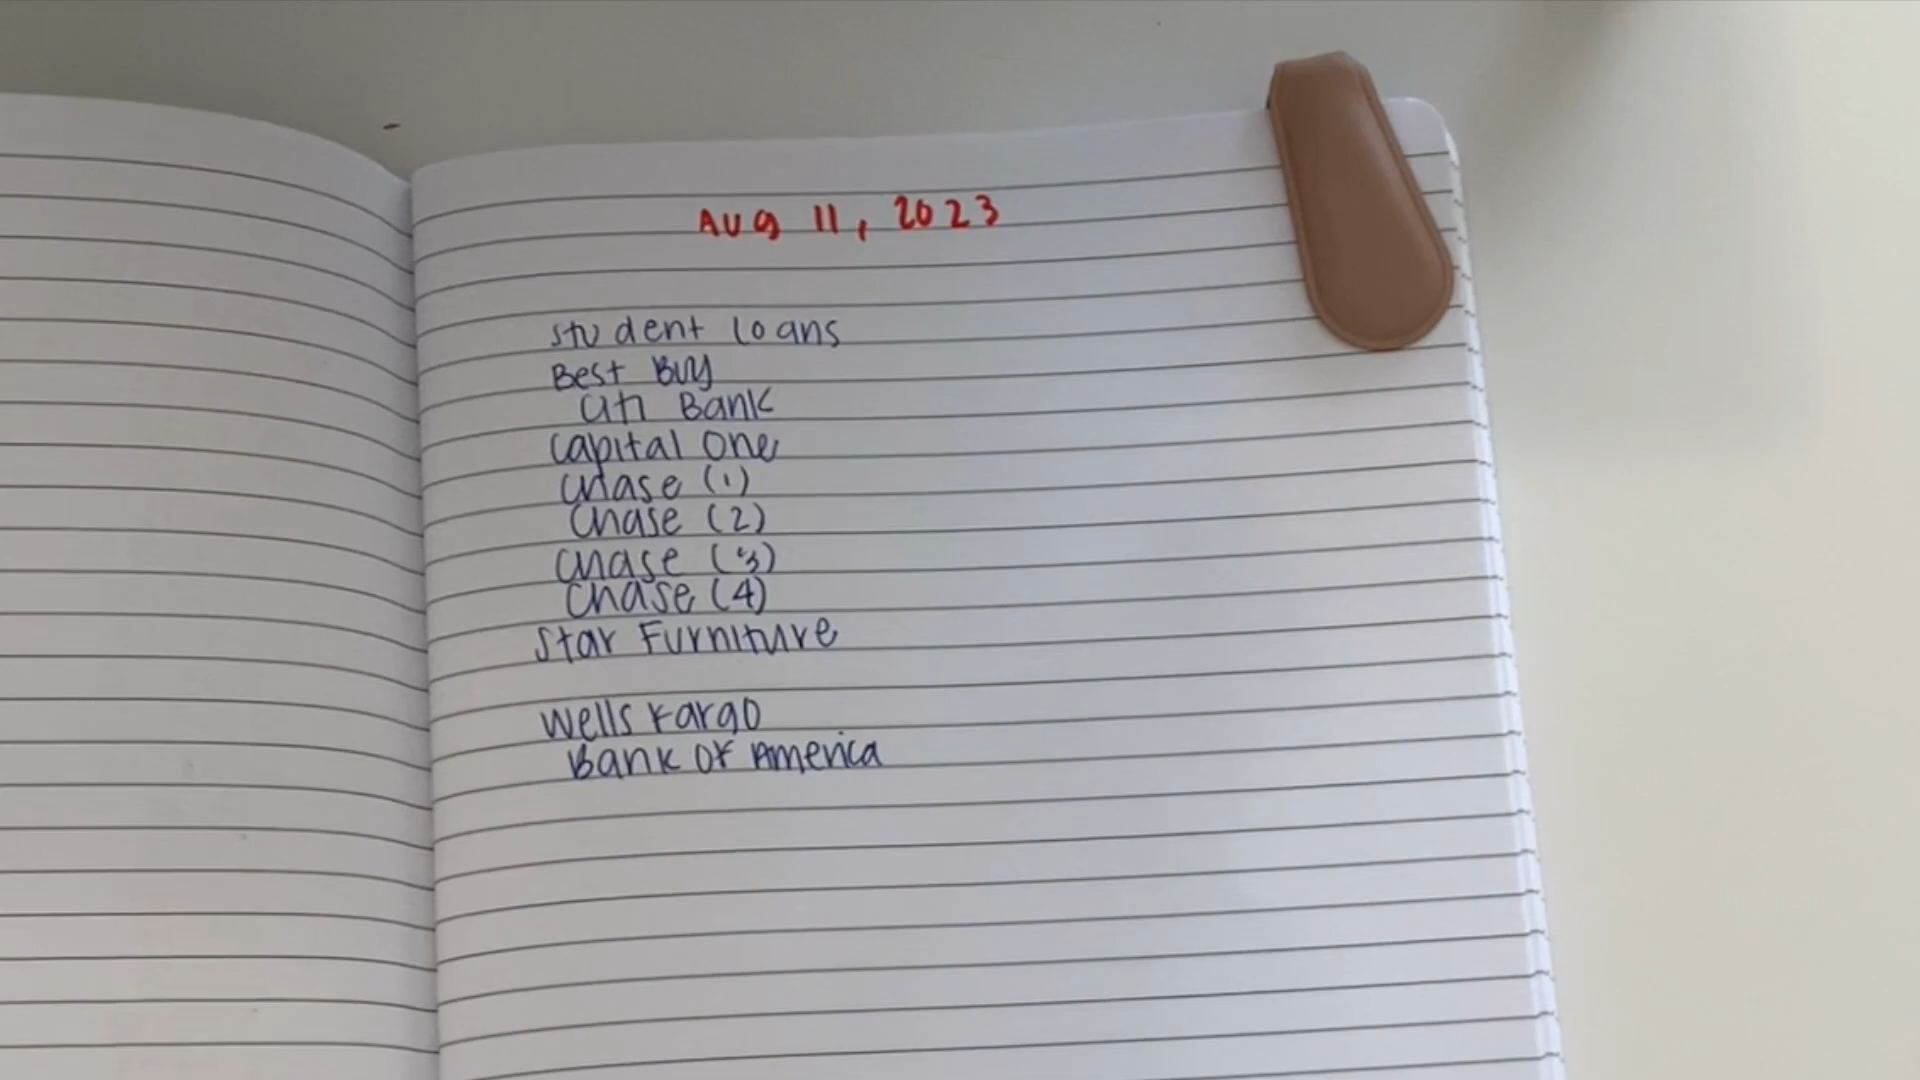 Aug 11, 2023
Student loans
Best Buy
Citi Bank
Capital One
Chase (1)
Chase (2)
Chase (3)
Chase (4)
Star Furniture
Wells Fargo
Bank Of America